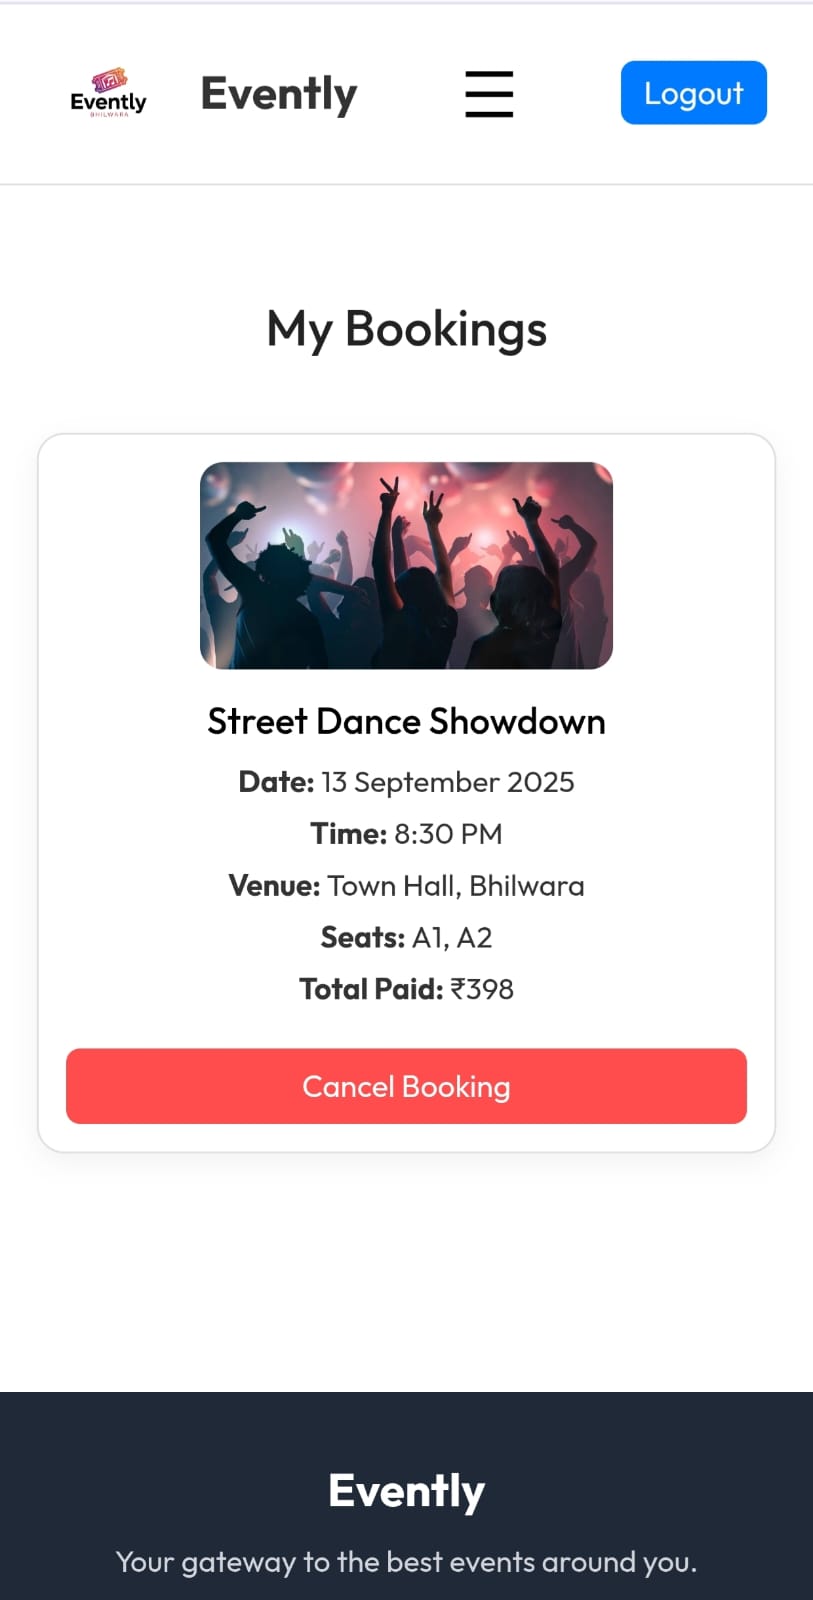 Evently
BHILWARA
Evently
Logout
My Bookings
Street Dance Showdown
Date: 13 September 2025
Time: 8:30 PM
Venue: Town Hall, Bhilwara
Seats: A1, A2
Total Paid: ₹398
Cancel Booking
Evently
Your gateway to the best events around you.